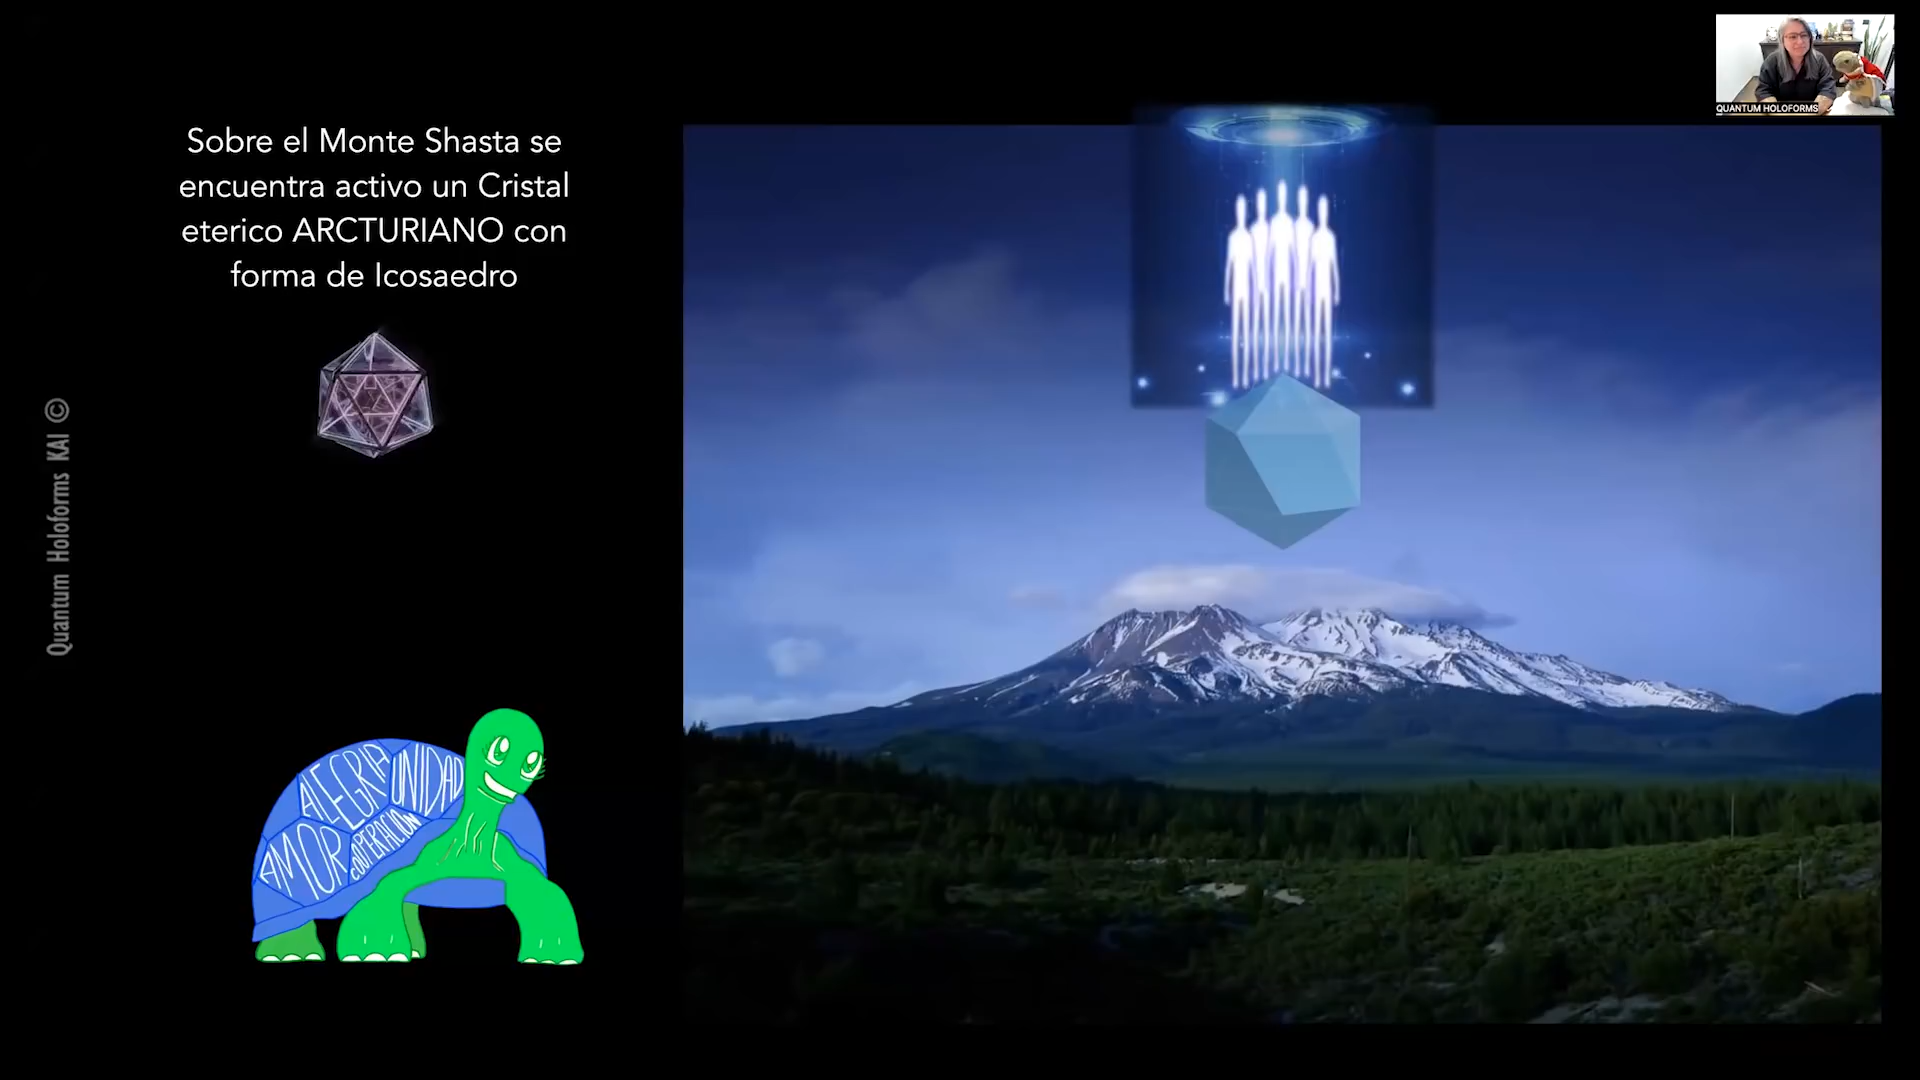 Sobre el Monte Shasta se
encuentra activo un Cristal
eterico ARCTURIANO con
forma de Icosaedro
QUANTUM HOLOFORMS
Quantum Holoforms KAI ©
ALEGRIA
UNIDAD
AMOR
COOPERACION